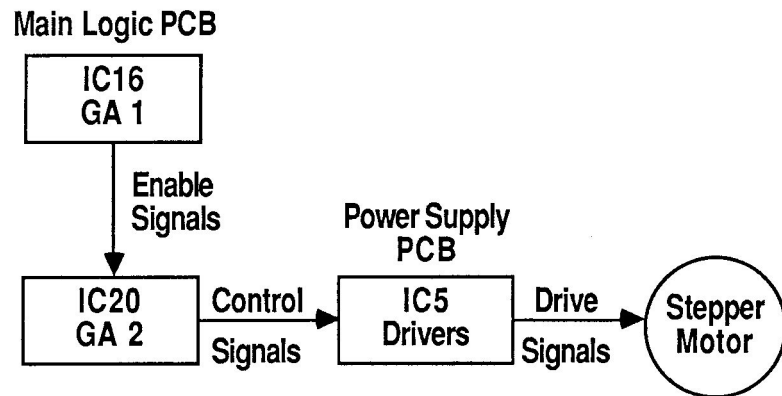 Main Logic PCB
IC16
GA 1
Enable
Signals
Power Supply
PCB
IC20
GA 2
Control
Signals
IC5
Drivers
Drive
Signals
Stepper
Motor